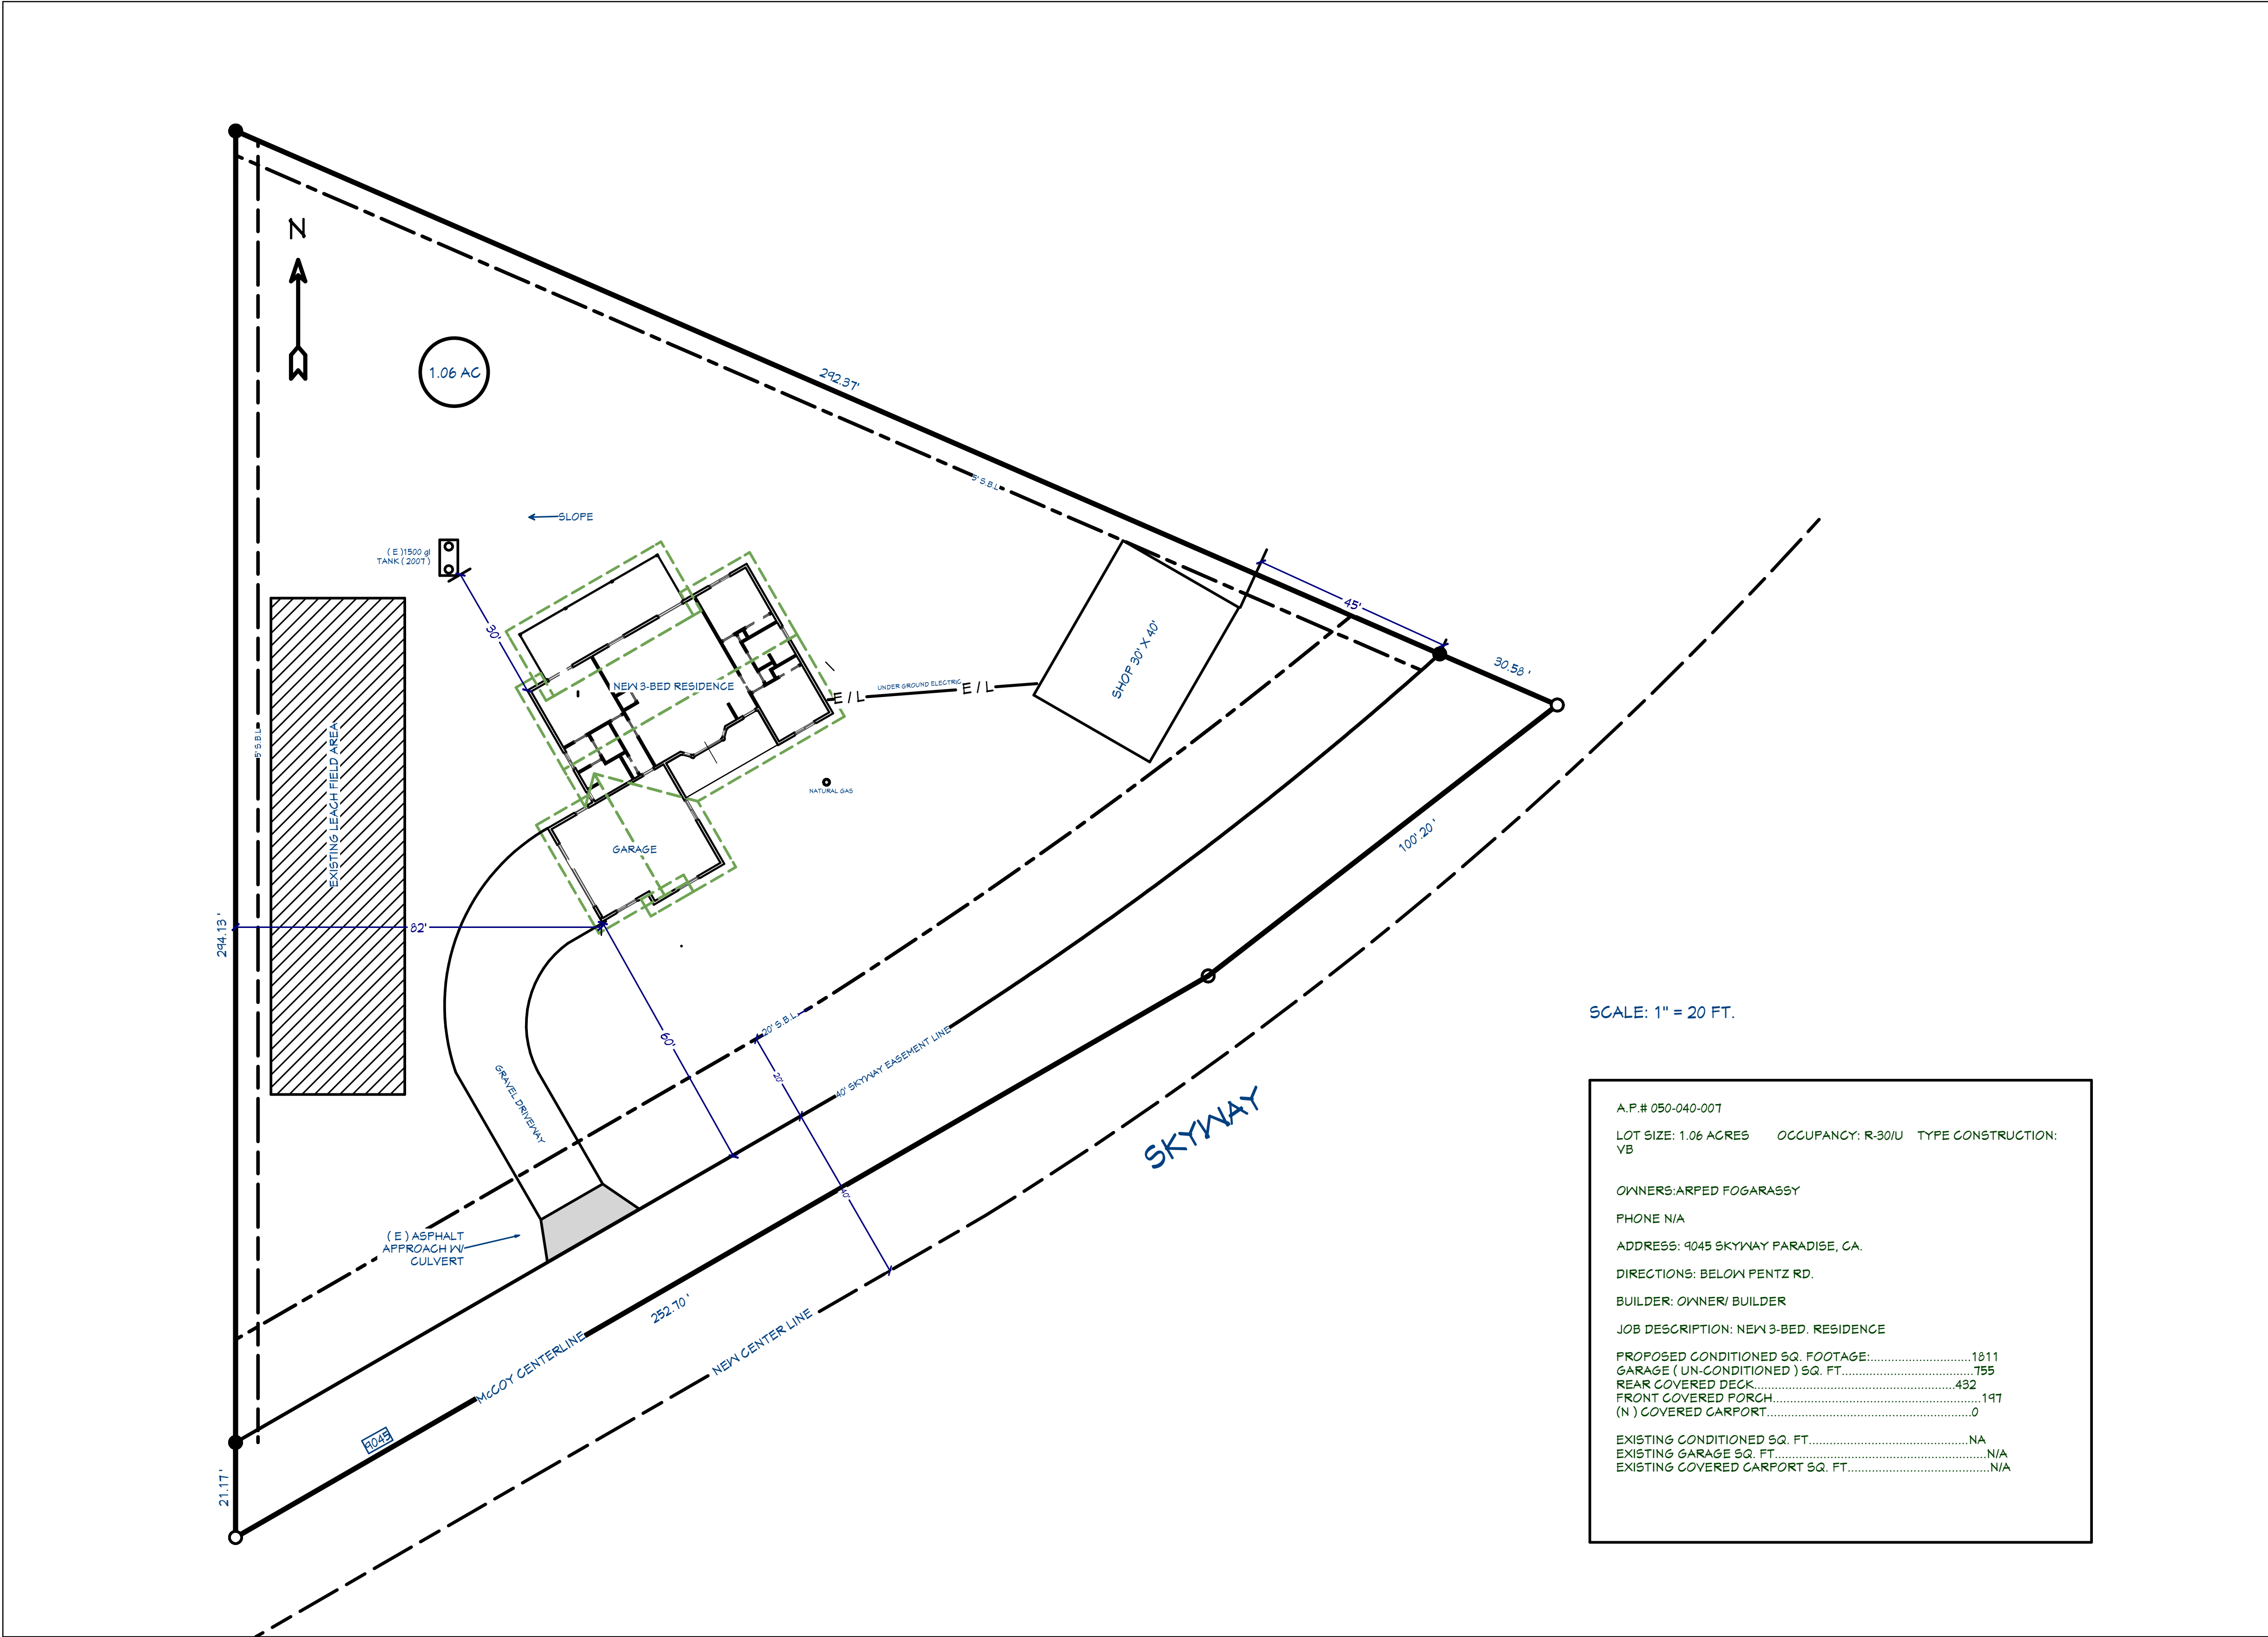 N
1.06 AC
292.37'
5' S.B.L.
SLOPE
( E )1500 gl
TANK ( 2007 )
30'
45'
30.58 '
SHOP 30' X 40'
NEW 3-BED RESIDENCE
E / L
UNDER GROUND ELECTRIC
E / L
5' S.B.L.
EXISTING LEACH FIELD AREA
NATURAL GAS
GARAGE
100'.20 '
294.13 '
82'
60'
20' S.B.L.
20'
40' SKYWAY EASEMENT LINE
GRAVEL DRIVEWAY
SKYWAY
40'
( E ) ASPHALT
APPROACH W/
CULVERT
252.70 '
McCOY CENTERLINE
NEW CENTER LINE
9045
21.17 '
SCALE: 1" = 20 FT.
A.P.# 050-040-007
LOT SIZE: 1.06 ACRES OCCUPANCY: R-30/U TYPE CONSTRUCTION:
VB
OWNERS:ARPED FOGARASSY
PHONE N/A
ADDRESS: 9045 SKYWAY PARADISE, CA.
DIRECTIONS: BELOW PENTZ RD.
BUILDER: OWNER/ BUILDER
JOB DESCRIPTION: NEW 3-BED. RESIDENCE
PROPOSED CONDITIONED SQ. FOOTAGE:.............................1811
GARAGE ( UN-CONDITIONED ) SQ. FT......................................755
REAR COVERED DECK..........................................................432
FRONT COVERED PORCH............................................................197
(N ) COVERED CARPORT...........................................................0
EXISTING CONDITIONED SQ. FT..............................................NA
EXISTING GARAGE SQ. FT.............................................................N/A
EXISTING COVERED CARPORT SQ. FT.........................................N/A